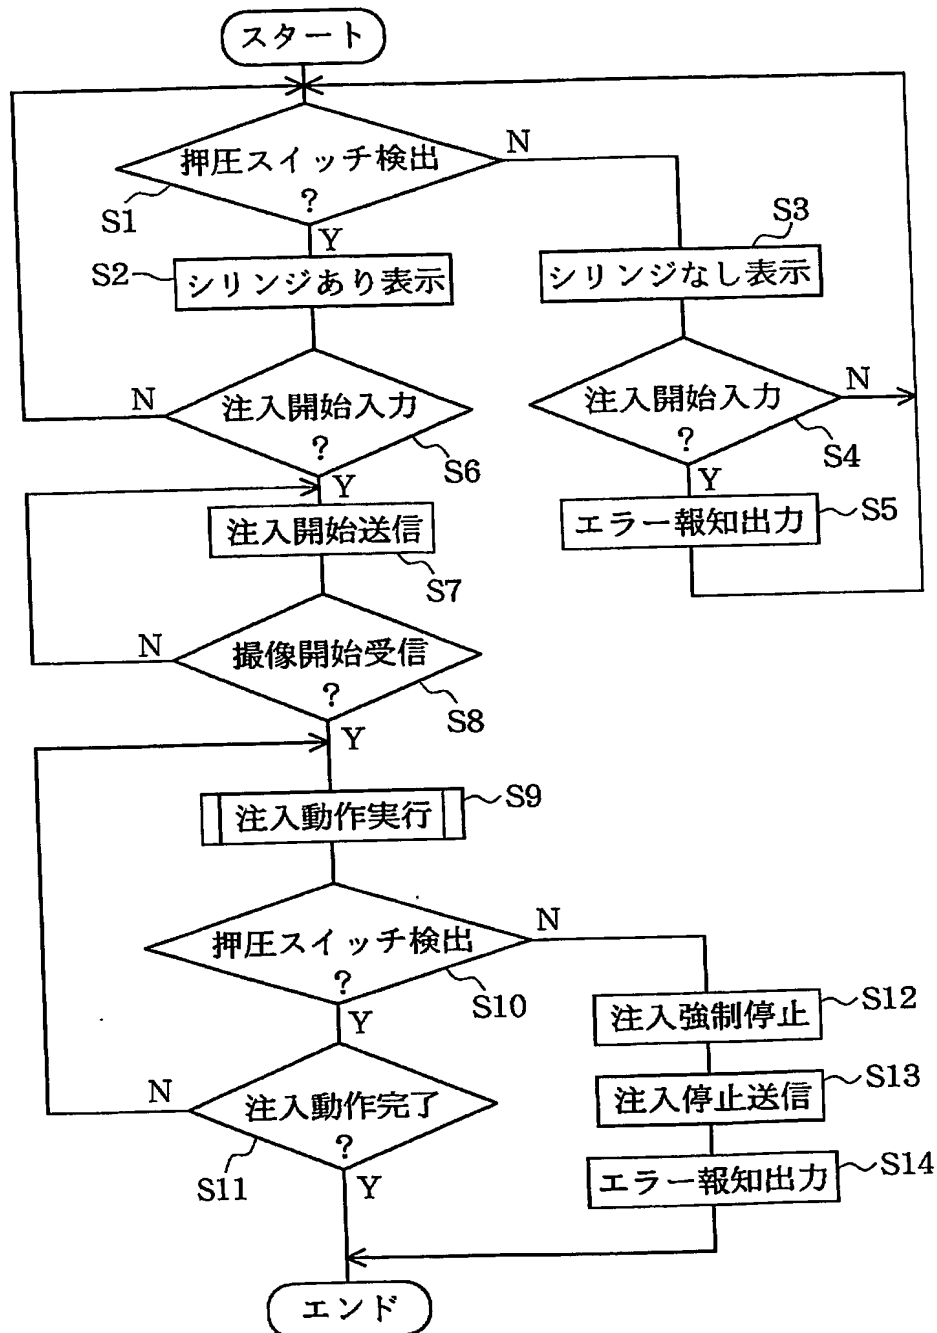 スタート
押圧スイッチ検出
?
N
S1
Y
S2
シリンジあり表示
S3
シリンジなし表示
N
注入開始入力
?
S6
Y
注入開始入力
?
N
S4
Y
エラー報知出力
S5
注入開始送信
S7
N
撮像開始受信
?
S8
Y
注入動作実行
S9
押圧スイッチ検出
?
N
S10
Y
注入強制停止
S12
N
注入動作完了
?
S11
Y
注入停止送信
S13
エラー報知出力
S14
エンド